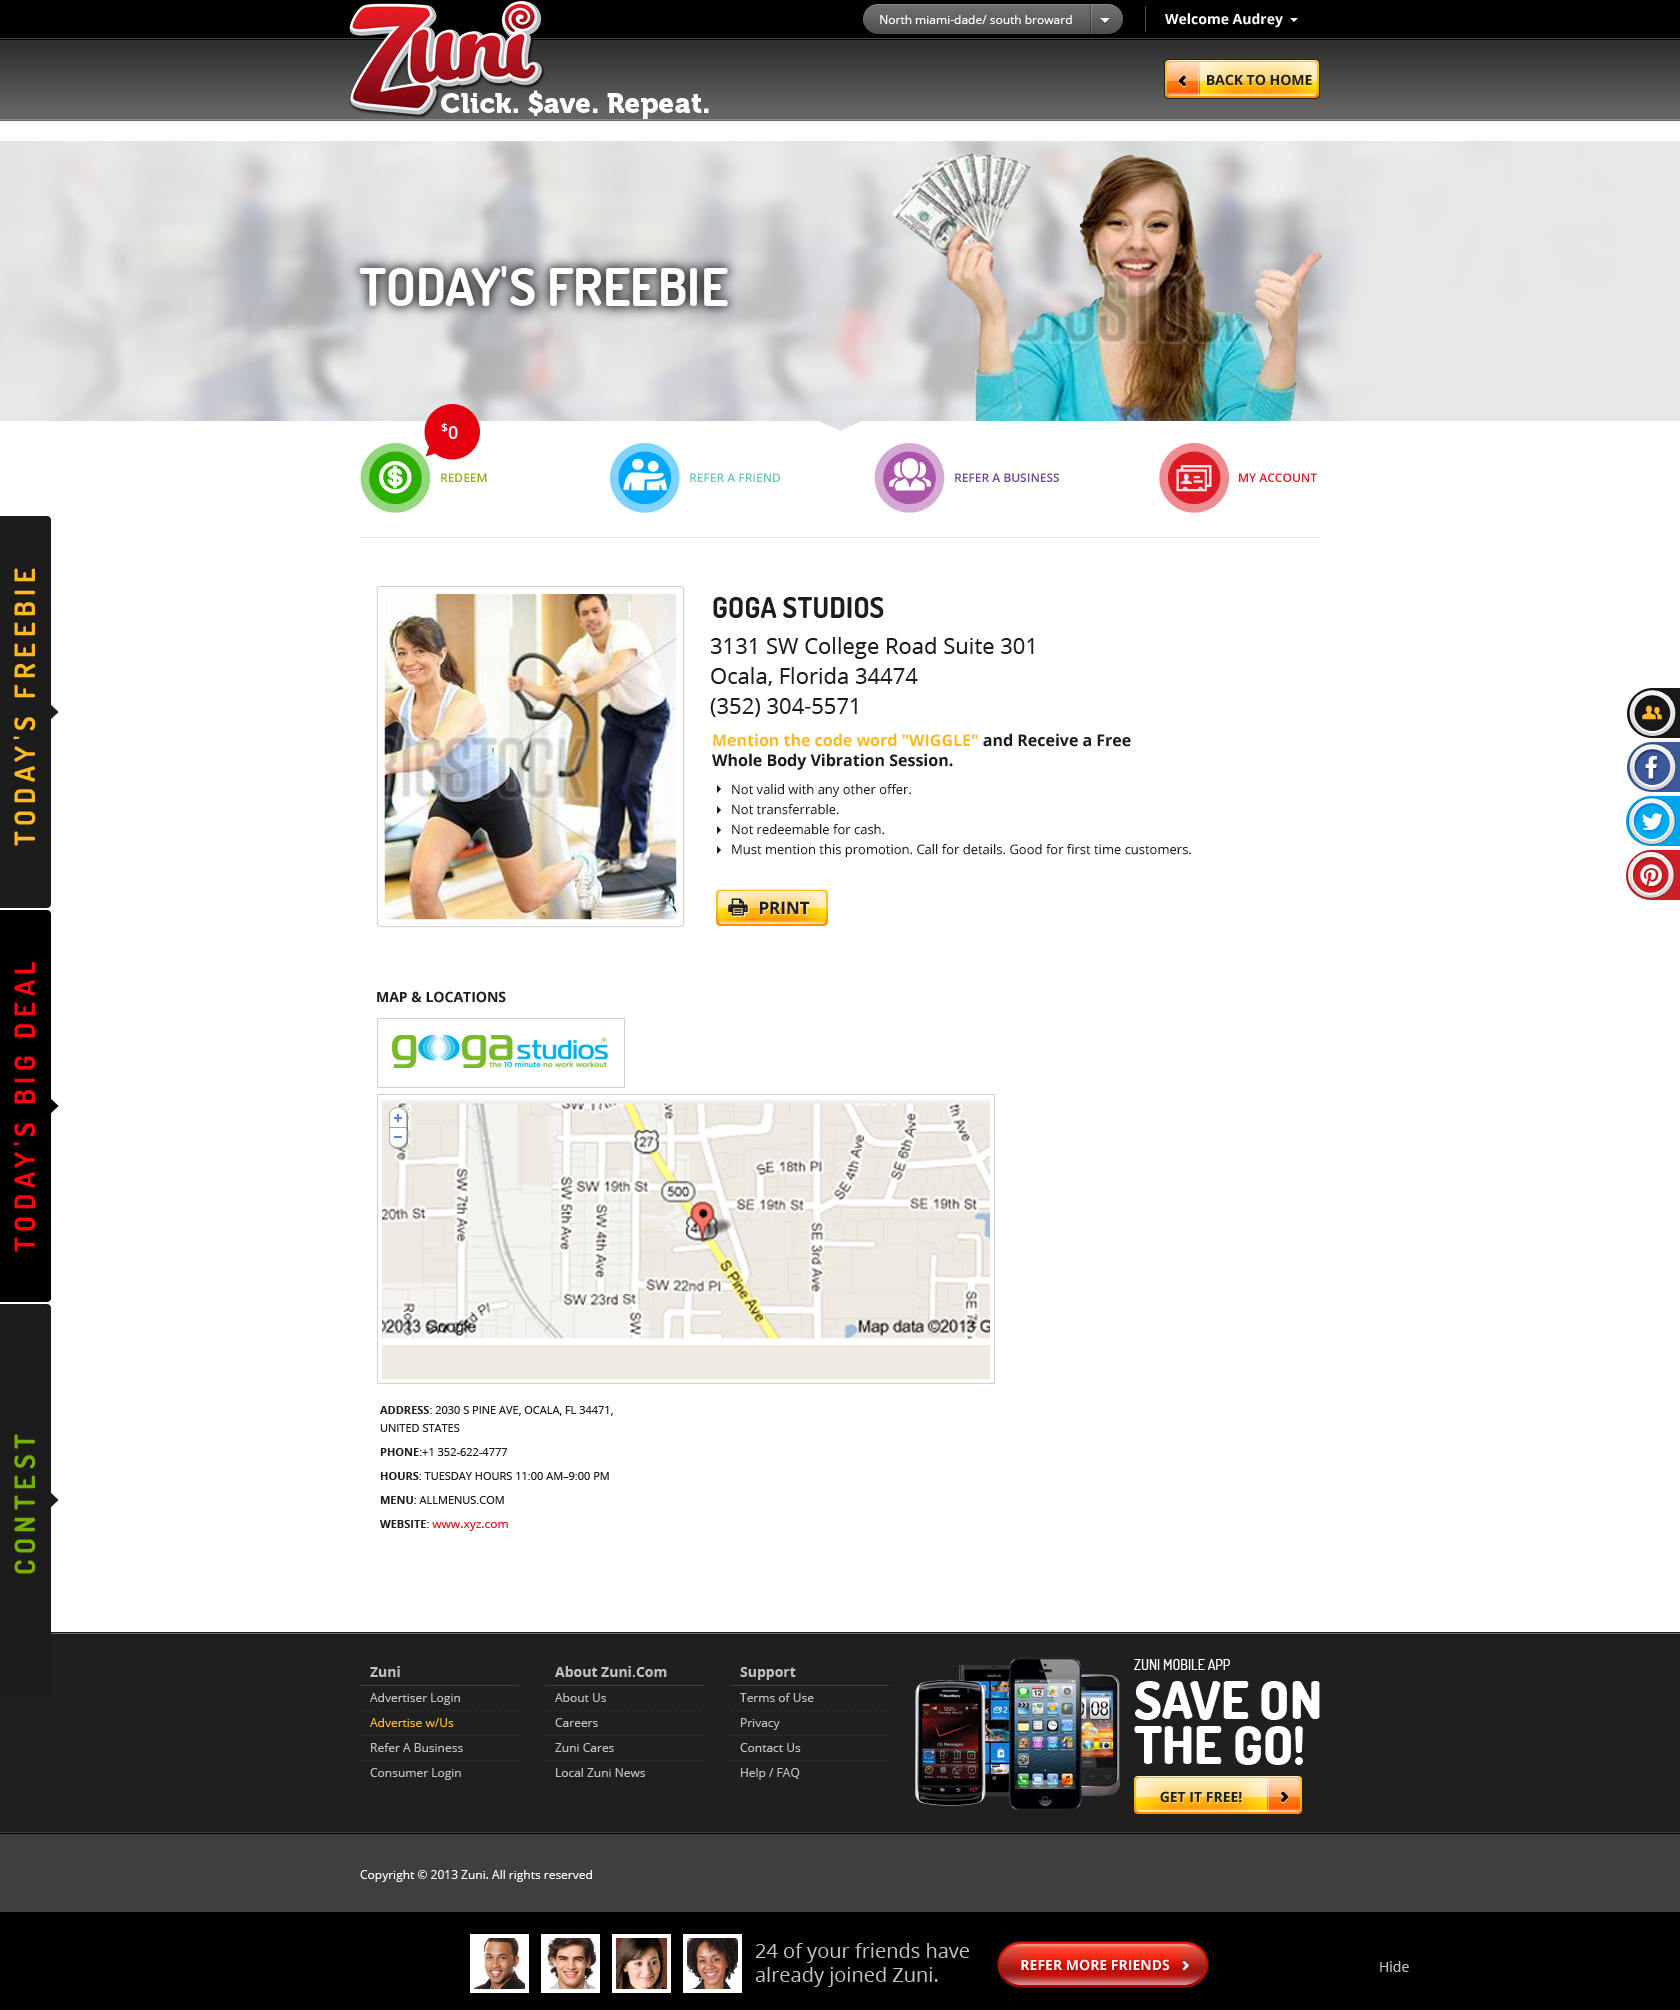 Zuni
Click. $ave. Repeat.
North miami-dade/ south broward
Welcome Audrey
BACK TO HOME
TODAY'S FREEBIE
$0
REDEEM
REFER A FRIEND
REFER A BUSINESS
MY ACCOUNT
TODAY'S FREEBIE
TODAY'S BIG DEAL
CONTEST
GOGA STUDIOS
3131 SW College Road Suite 301
Ocala, Florida 34474
(352) 304-5571
Mention the code word "WIGGLE" and Receive a Free
Whole Body Vibration Session.
Not valid with any other offer.
Not transferrable.
Not redeemable for cash.
Must mention this promotion. Call for details. Good for first time customers.
PRINT
MAP & LOCATIONS
googa studios
the 10 minute no work workout
27
SE 18th Pl
SE 4th Ave
SE 6th Ave
SW 7th Ave
SW 19th St
500
SE 19th St
SE 19th St
20th St
SW 5th Ave
SW 4th Ave
SE 3rd Ave
S Pine Ave
SW 22nd Pl
SW 23rd St
SW
©2013 Google
Map data ©2013 G
ADDRESS: 2030 S PINE AVE, OCALA, FL 34471,
UNITED STATES
PHONE:+1 352-622-4777
HOURS: TUESDAY HOURS 11:00 AM–9:00 PM
MENU: ALLMENUS.COM
WEBSITE: www.xyz.com
Zuni
Advertiser Login
Advertise w/Us
Refer A Business
Consumer Login
About Zuni.Com
About Us
Careers
Zuni Cares
Local Zuni News
Support
Terms of Use
Privacy
Contact Us
Help / FAQ
ZUNI MOBILE APP
SAVE ON
THE GO!
GET IT FREE!
Copyright © 2013 Zuni. All rights reserved
24 of your friends have
already joined Zuni.
REFER MORE FRIENDS
Hide